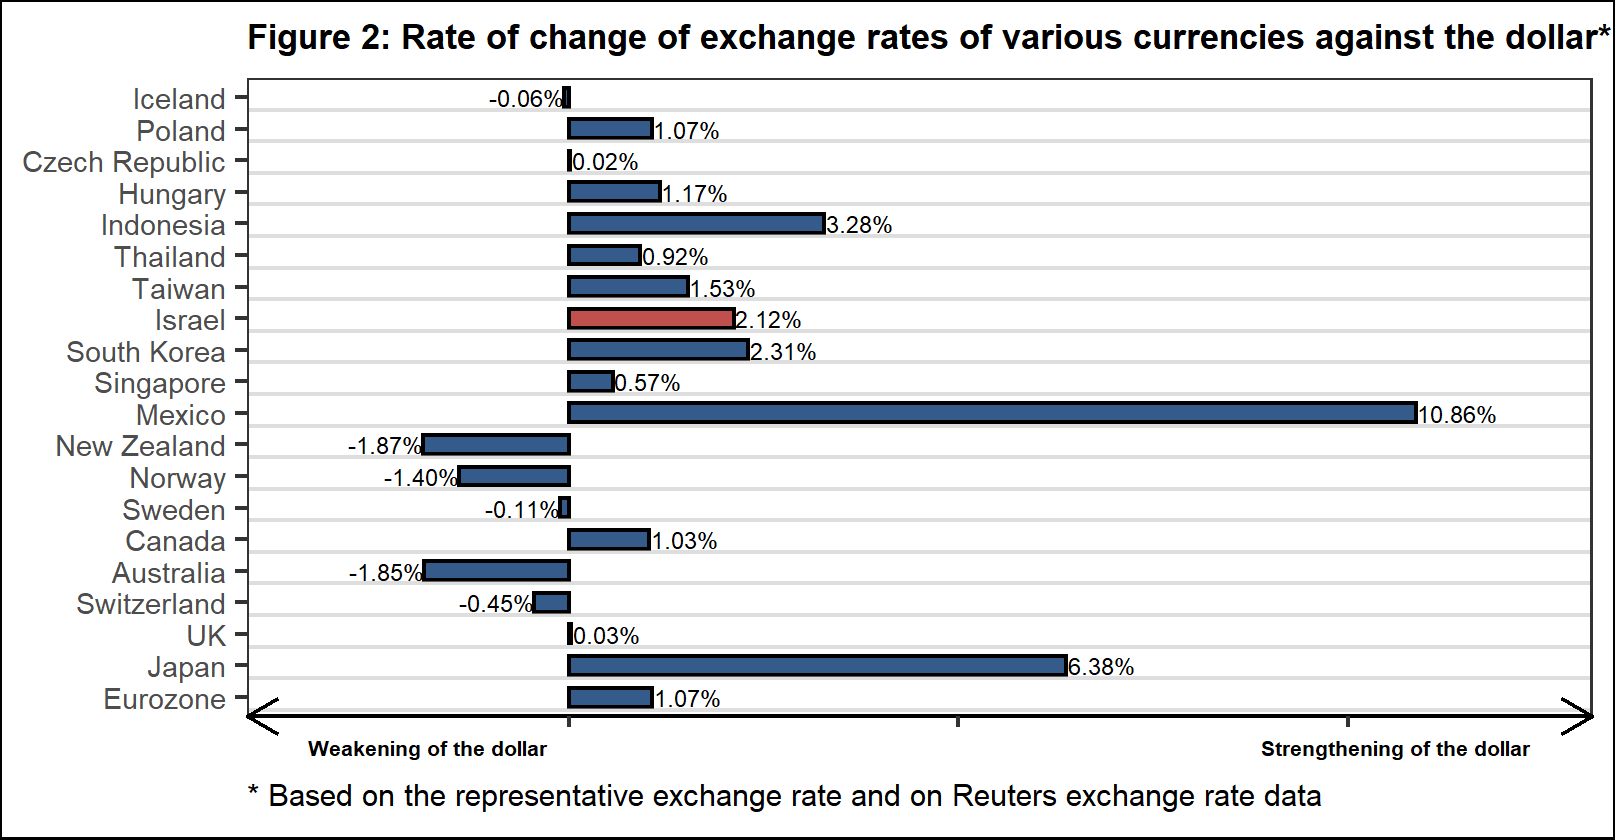 Figure 2: Rate of change of exchange rates of various currencies against the dollar*
Iceland -0.06%
Poland 1.07%
Czech Republic 0.02%
Hungary 1.17%
Indonesia 3.28%
Thailand 0.92%
Taiwan 1.53%
Israel 2.12%
South Korea 2.31%
Singapore 0.57%
Mexico 10.86%
New Zealand -1.87%
Norway -1.40%
Sweden -0.11%
Canada 1.03%
Australia -1.85%
Switzerland -0.45%
UK 0.03%
Japan 6.38%
Eurozone 1.07%
Weakening of the dollar Strengthening of the dollar
* Based on the representative exchange rate and on Reuters exchange rate data